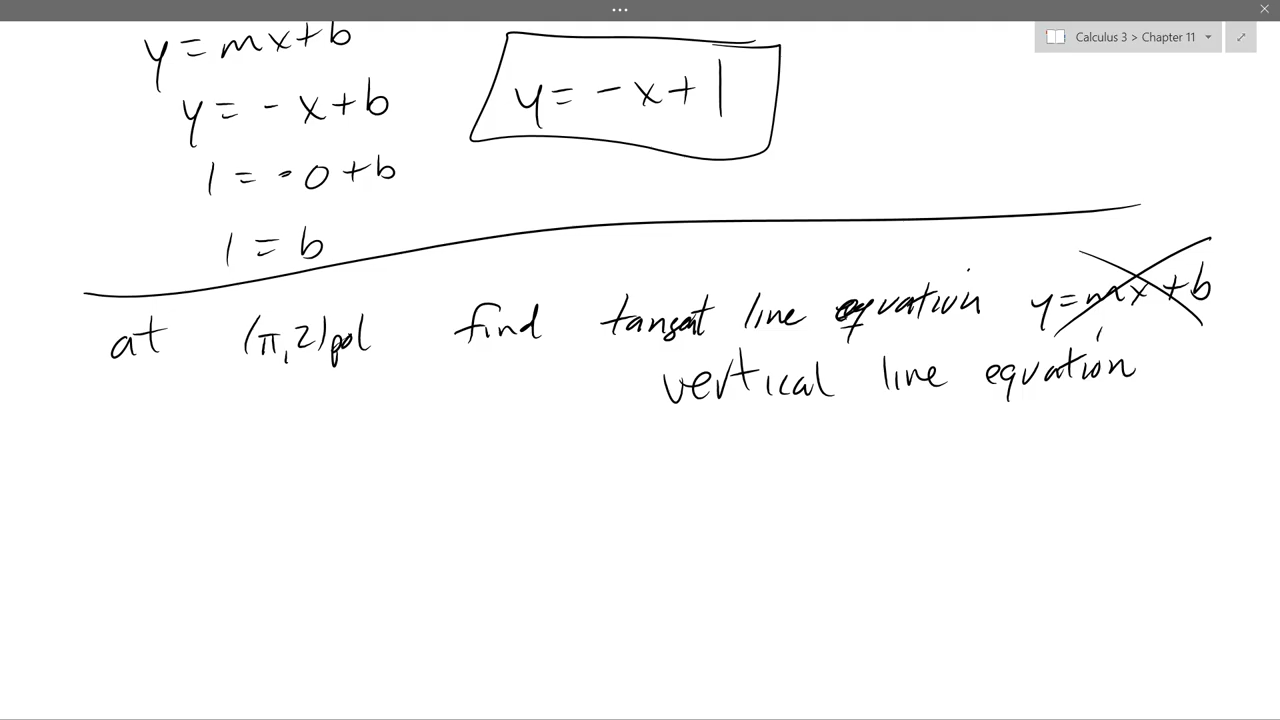 Calculus 3 > Chapter 11
y = mx + b
y = - x + b
1 = - 0 + b
1 = b
y = - x + 1
at (π, 2)pol find tangent line equation y = mx + b
vertical line equation